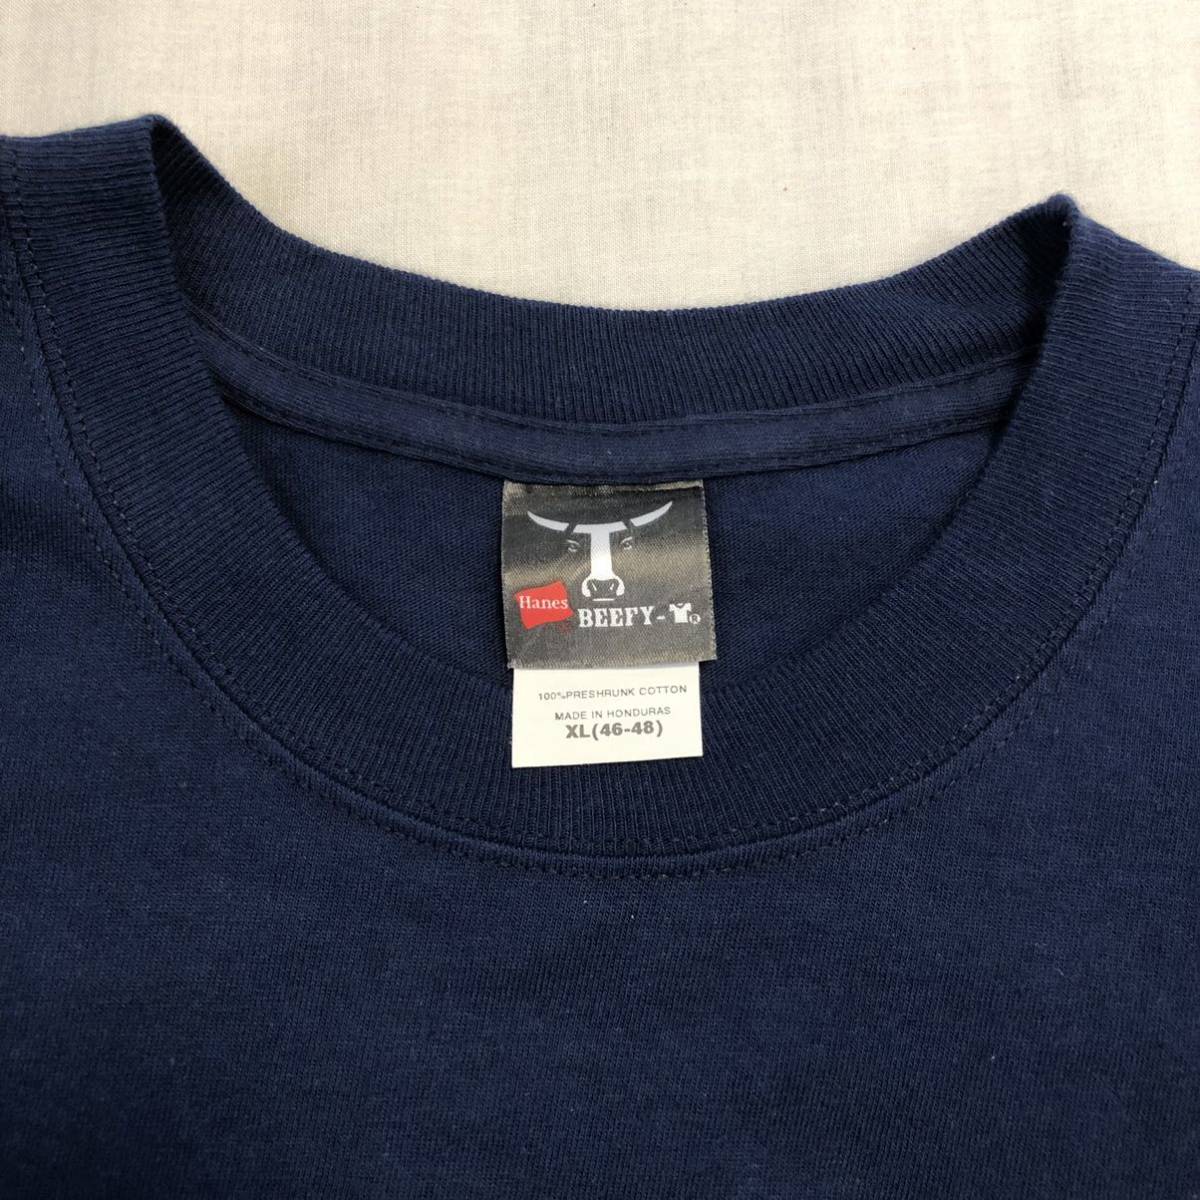 Hanes
BEEFY-T®
100%PRESHRUNK COTTON
MADE IN HONDURAS
XL(46-48)